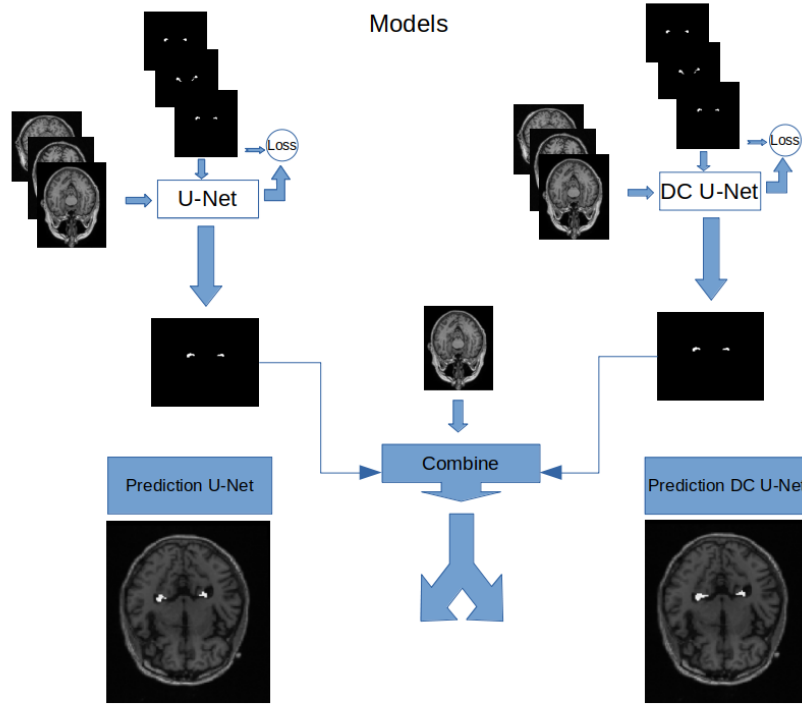 Models
Loss
Loss
U-Net
DC U-Net
Combine
Prediction U-Net
Prediction DC U-Net